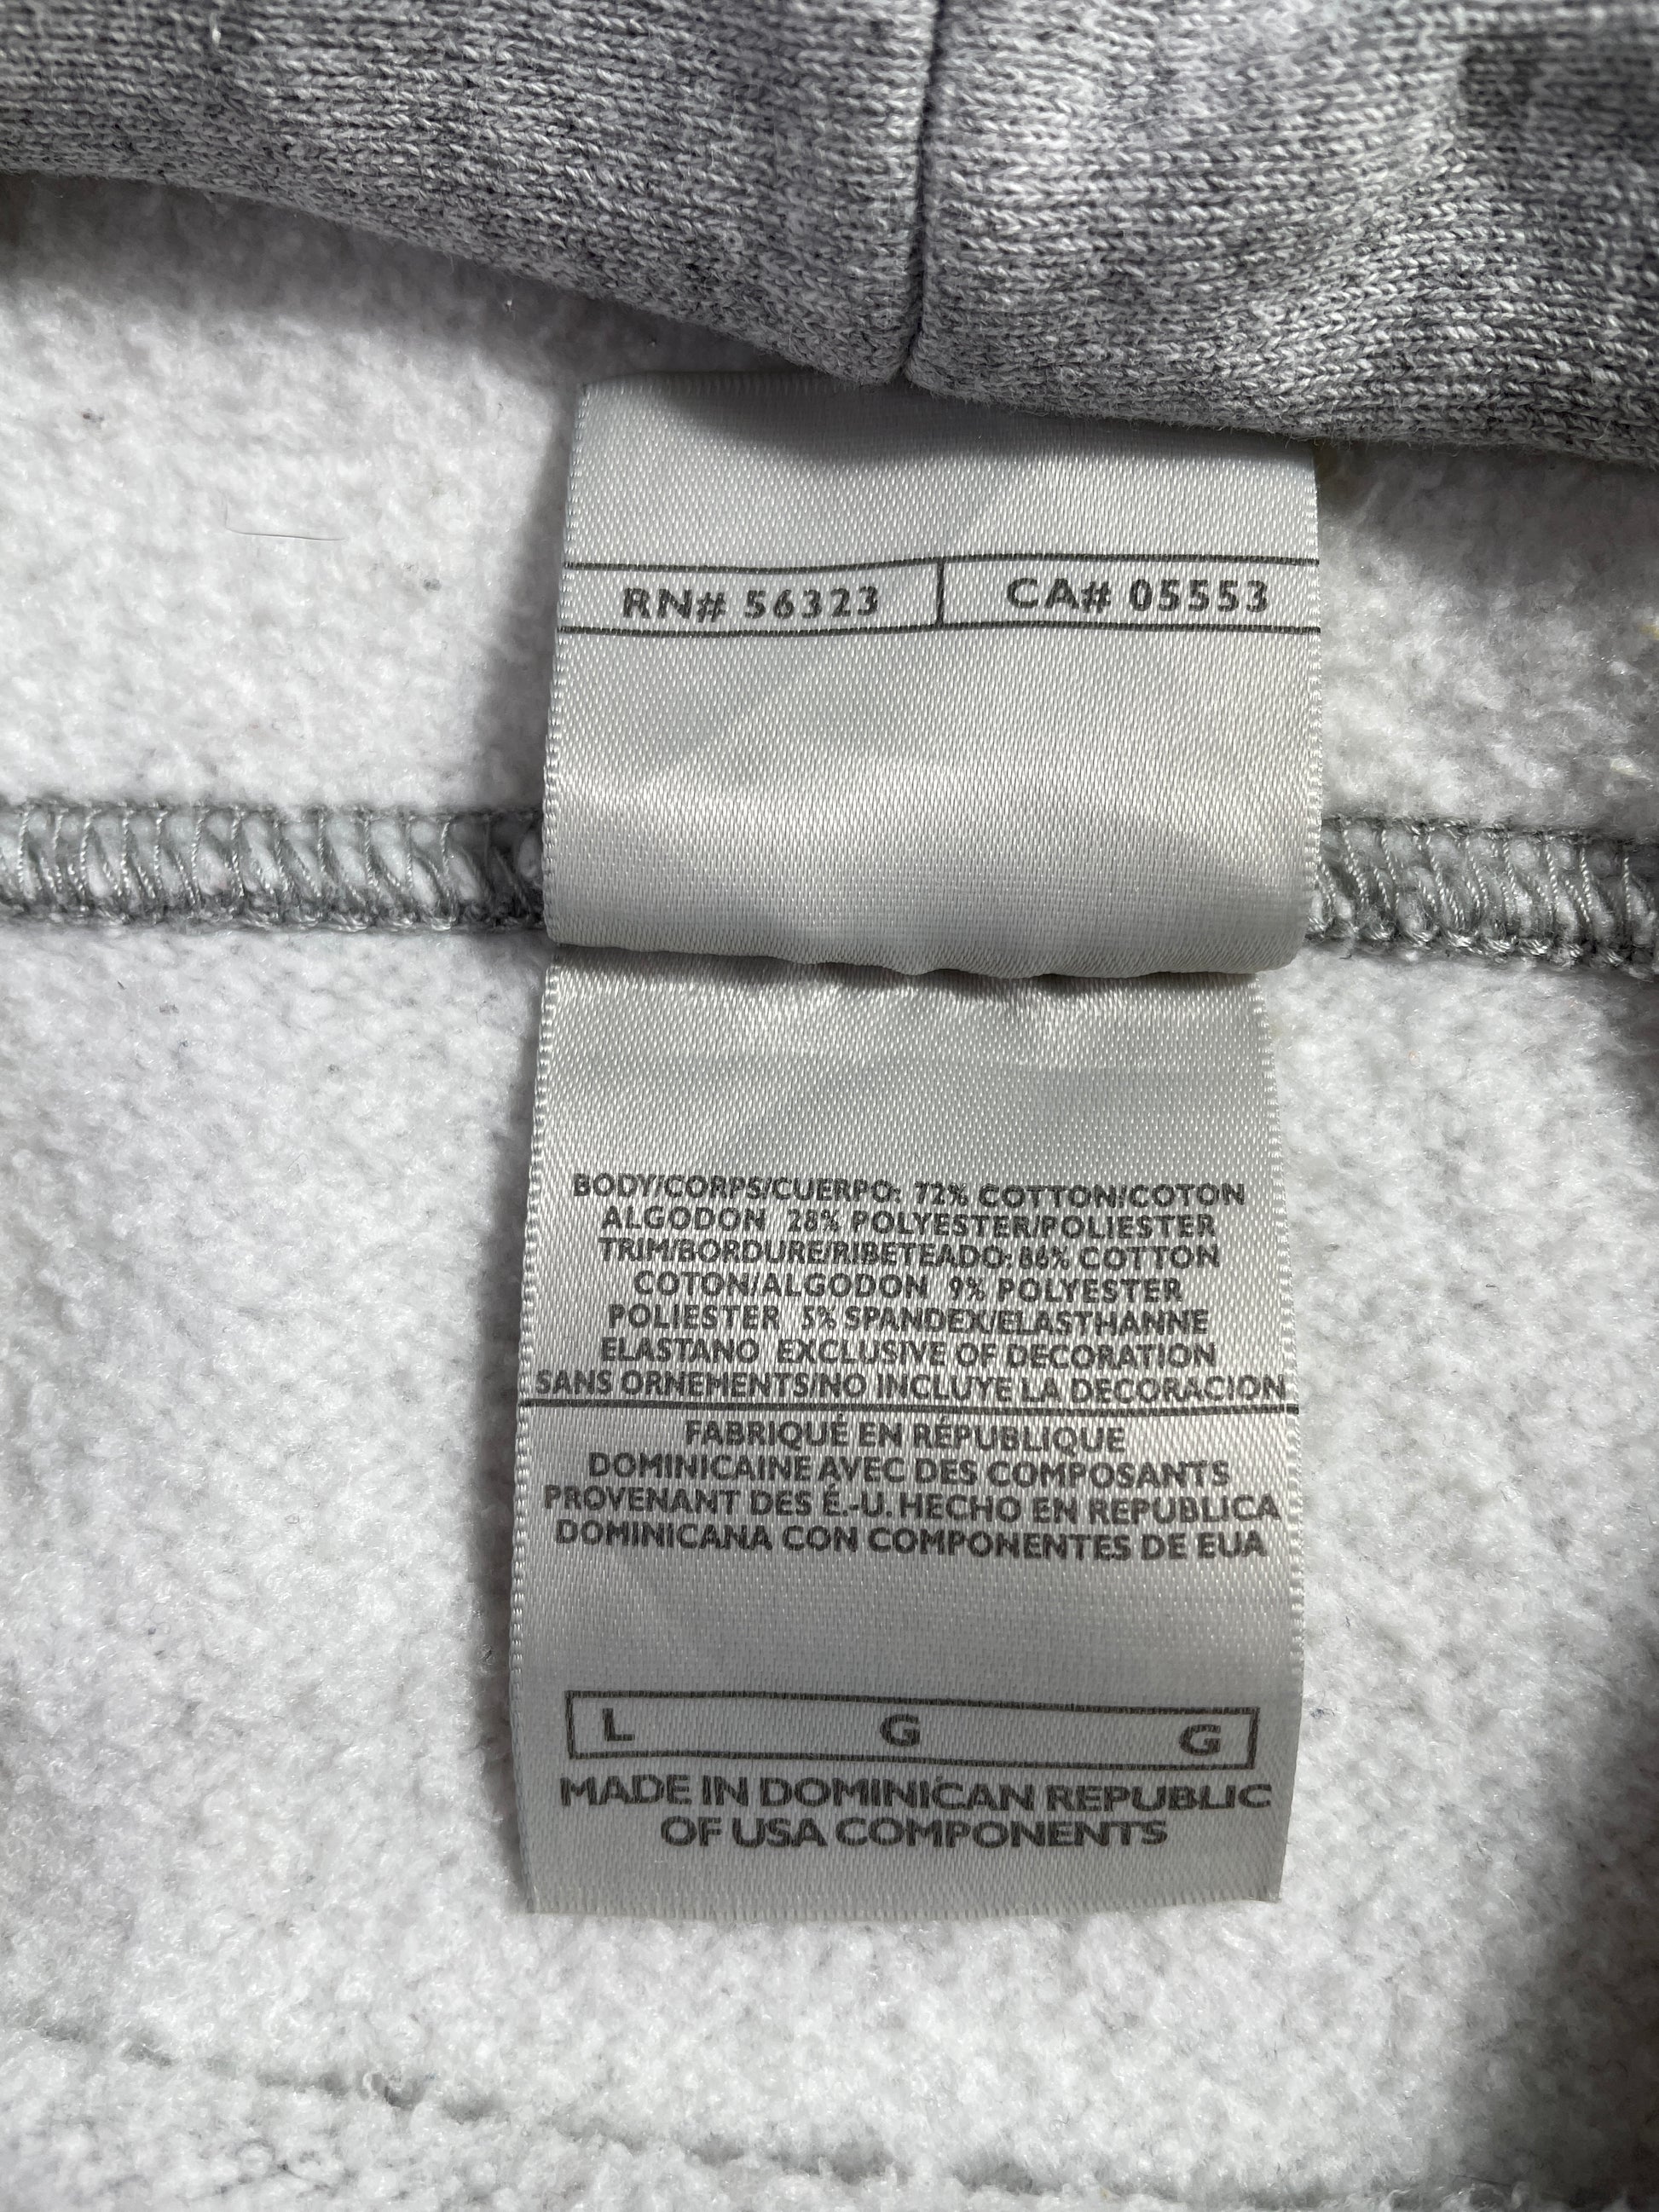 RN# 56323 CA# 05553
BODY/CORPS/CUERPO: 72% COTTON/COTON
ALGODON 28% POLYESTER/POLIESTER
TRIM/BORDURE/RIBETEADO: 86% COTTON
COTON/ALGODON 9% POLYESTER
POLIESTER 5% SPANDEX/ELASTHANNE
ELASTANO EXCLUSIVE OF DECORATION
SANS ORNEMENTS/NO INCLUYE LA DECORACION
FABRIQUÉ EN RÉPUBLIQUE
DOMINICAINE AVEC DES COMPOSANTS
PROVENANT DES É.-U. HECHO EN REPUBLICA
DOMINICANA CON COMPONENTES DE EUA
L G G
MADE IN DOMINICAN REPUBLIC
OF USA COMPONENTS